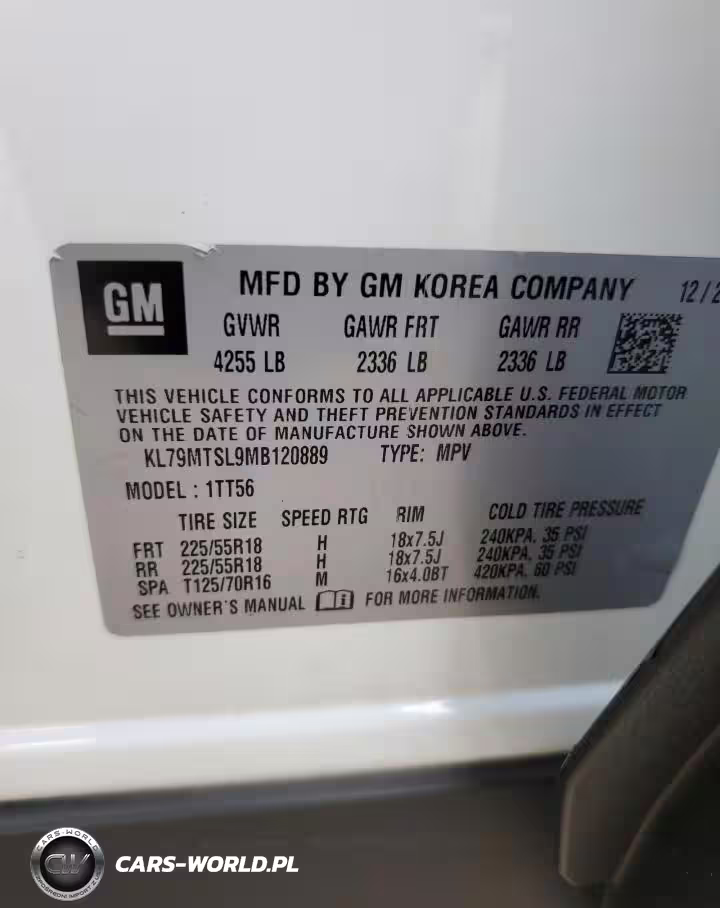 GM
MFD BY GM KOREA COMPANY 12/2
GVWR GAWR FRT GAWR RR
4255 LB 2336 LB 2336 LB
THIS VEHICLE CONFORMS TO ALL APPLICABLE U.S. FEDERAL MOTOR
VEHICLE SAFETY AND THEFT PREVENTION STANDARDS IN EFFECT
ON THE DATE OF MANUFACTURE SHOWN ABOVE.
KL79MTSL9MB120889 TYPE: MPV
MODEL : 1TT56
TIRE SIZE SPEED RTG RIM COLD TIRE PRESSURE
FRT 225/55R18 H 18x7.5J 240KPA, 35 PSI
RR 225/55R18 H 18x7.5J 240KPA, 35 PSI
SPA T125/70R16 M 16x4.0BT 420KPA, 60 PSI
SEE OWNER'S MANUAL FOR MORE INFORMATION.
CARS-WORLD
CW
CARS-WORLD.PL